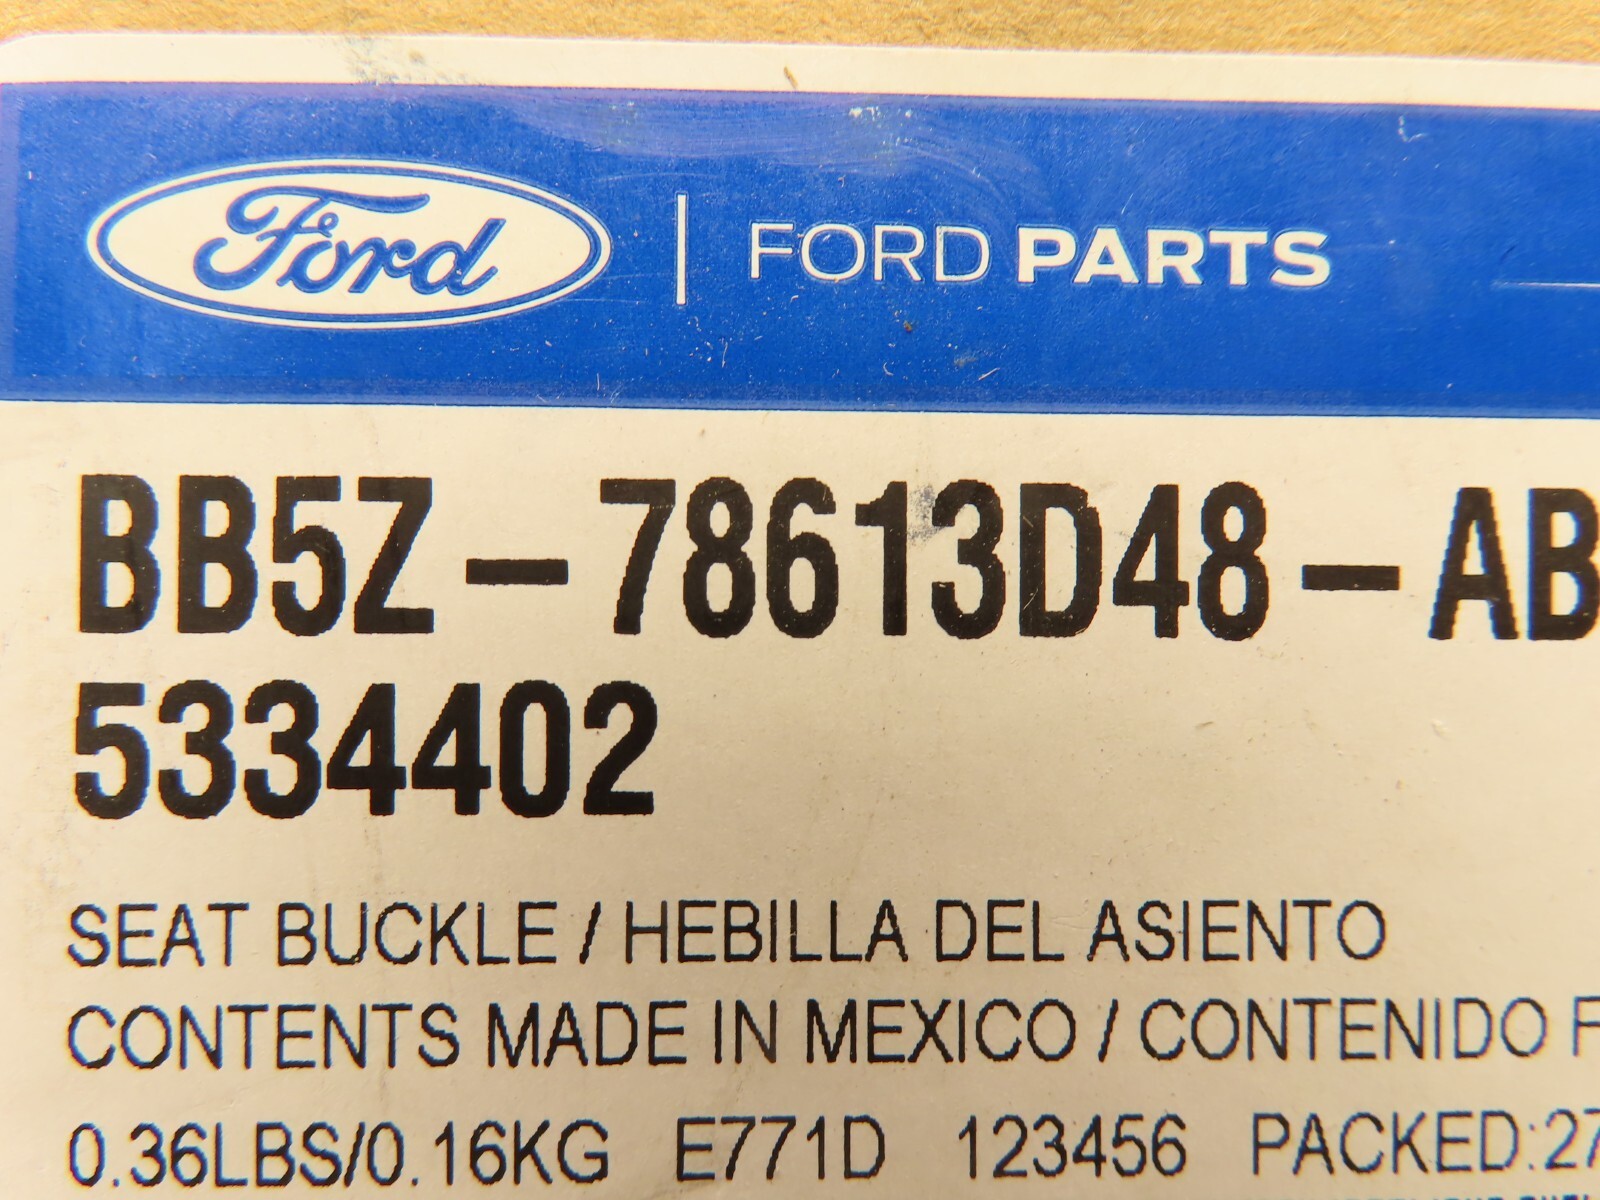 Ford | FORD PARTS
BB5Z-78613D48-AB
5334402
SEAT BUCKLE / HEBILLA DEL ASIENTO
CONTENTS MADE IN MEXICO / CONTENIDO F
0.36LBS/0.16KG E771D 123456 PACKED:27